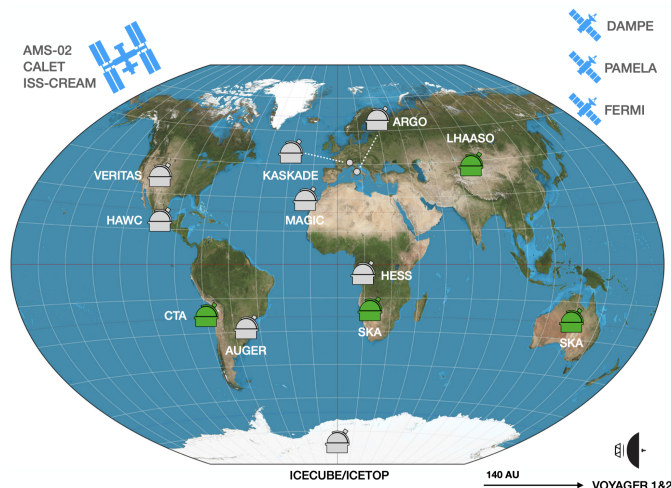 AMS-02
CALET
ISS-CREAM
DAMPE
PAMELA
FERMI
ARGO
LHAASO
KASKADE
VERITAS
MAGIC
HAWC
HESS
CTA
SKA
SKA
AUGER
ICECUBE/ICETOP
140 AU
VOYAGER 1&2